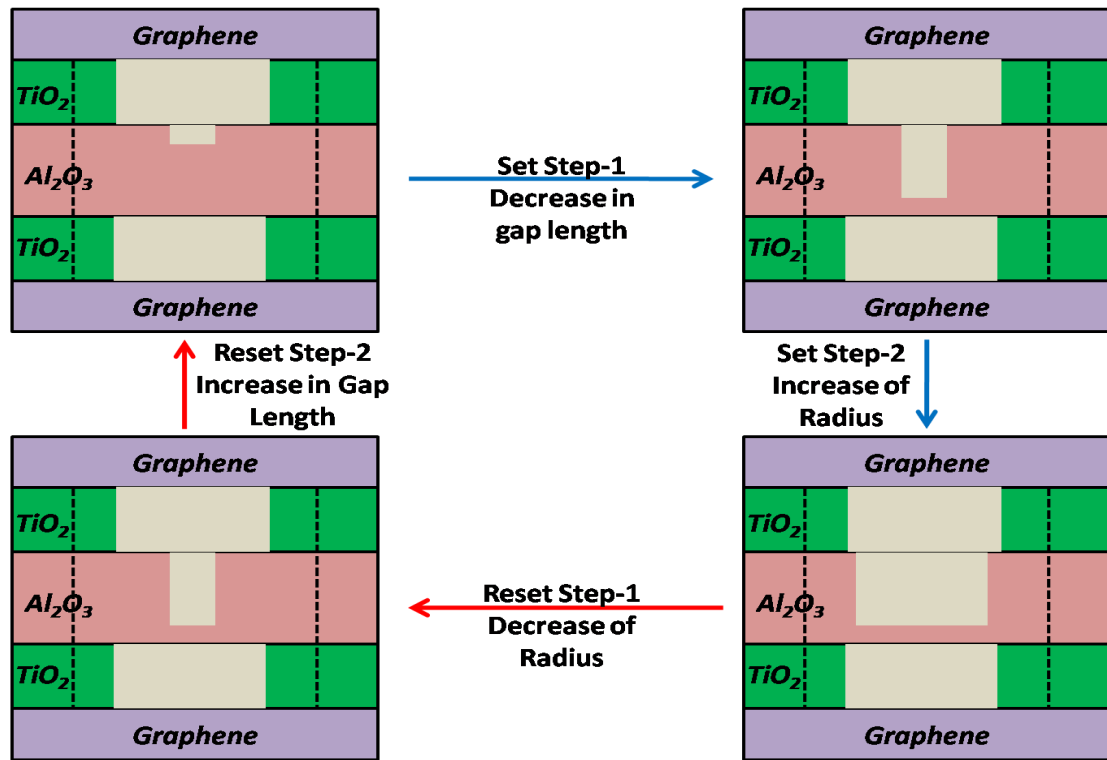 Graphene
TiO₂
Al₂O₃
TiO₂
Graphene
Set Step-1
Decrease in
gap length
Graphene
TiO₂
Al₂O₃
TiO₂
Graphene
Reset Step-2
Increase in Gap
Length
Set Step-2
Increase of
Radius
Graphene
TiO₂
Al₂O₃
TiO₂
Graphene
Reset Step-1
Decrease of
Radius
Graphene
TiO₂
Al₂O₃
TiO₂
Graphene